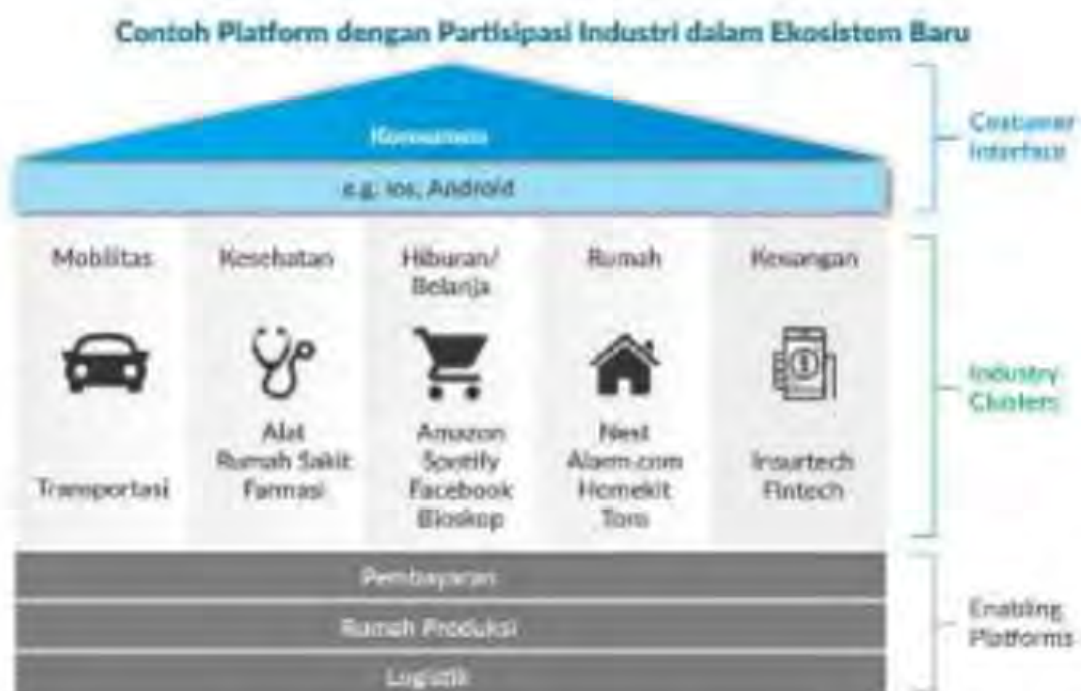 Contoh Platform dengan Partisipasi Industri dalam Ekosistem Baru
Konsumen
e.g. ios, Android
Costumer
Interface
Mobilitas
Kesehatan
Hiburan/
Belanja
Rumah
Keuangan
Transportasi
Alat
Rumah Sakit
Farmasi
Amazon
Spotify
Facebook
Bioskop
Nest
Alarm.com
Homekit
Toro
Insurtech
Fintech
Industry
Clusters
Pembayaran
Rumah Produksi
Logistik
Enabling
Platforms